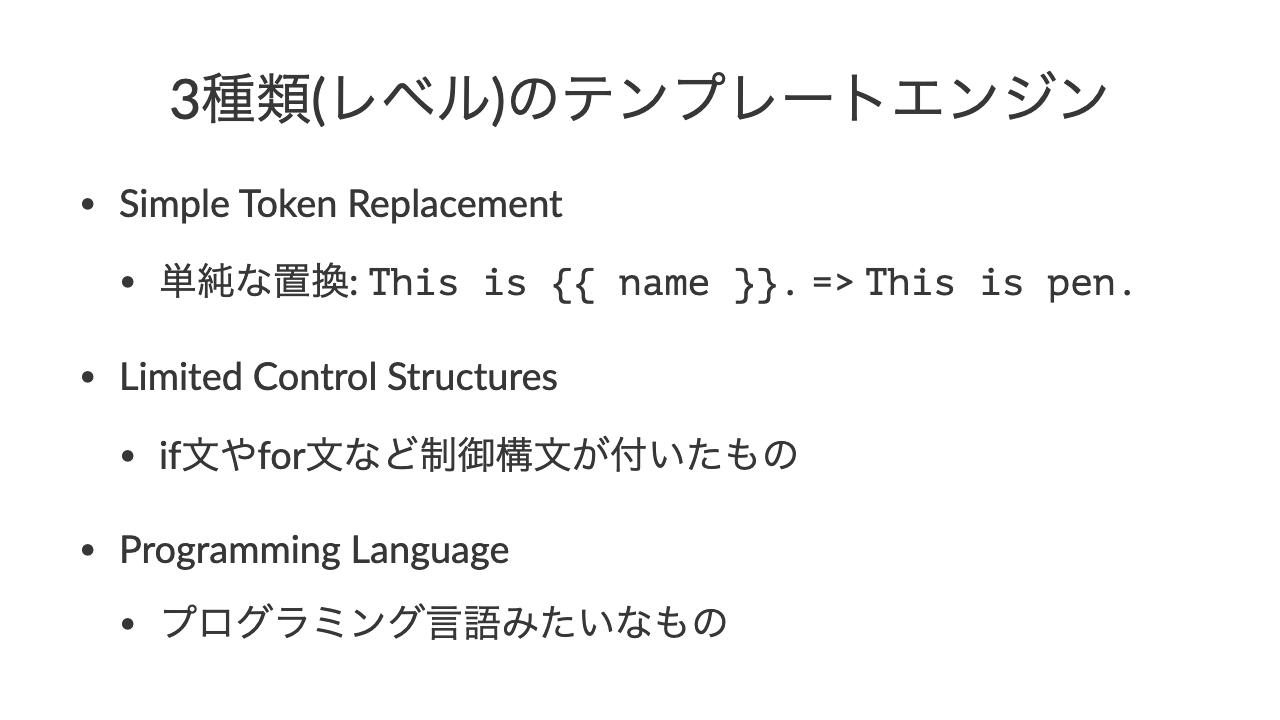 3種類(レベル)のテンプレートエンジン
• Simple Token Replacement
• 単純な置換: This is {{ name }}. => This is pen.
• Limited Control Structures
• if文やfor文など制御構文が付いたもの
• Programming Language
• プログラミング言語みたいなもの